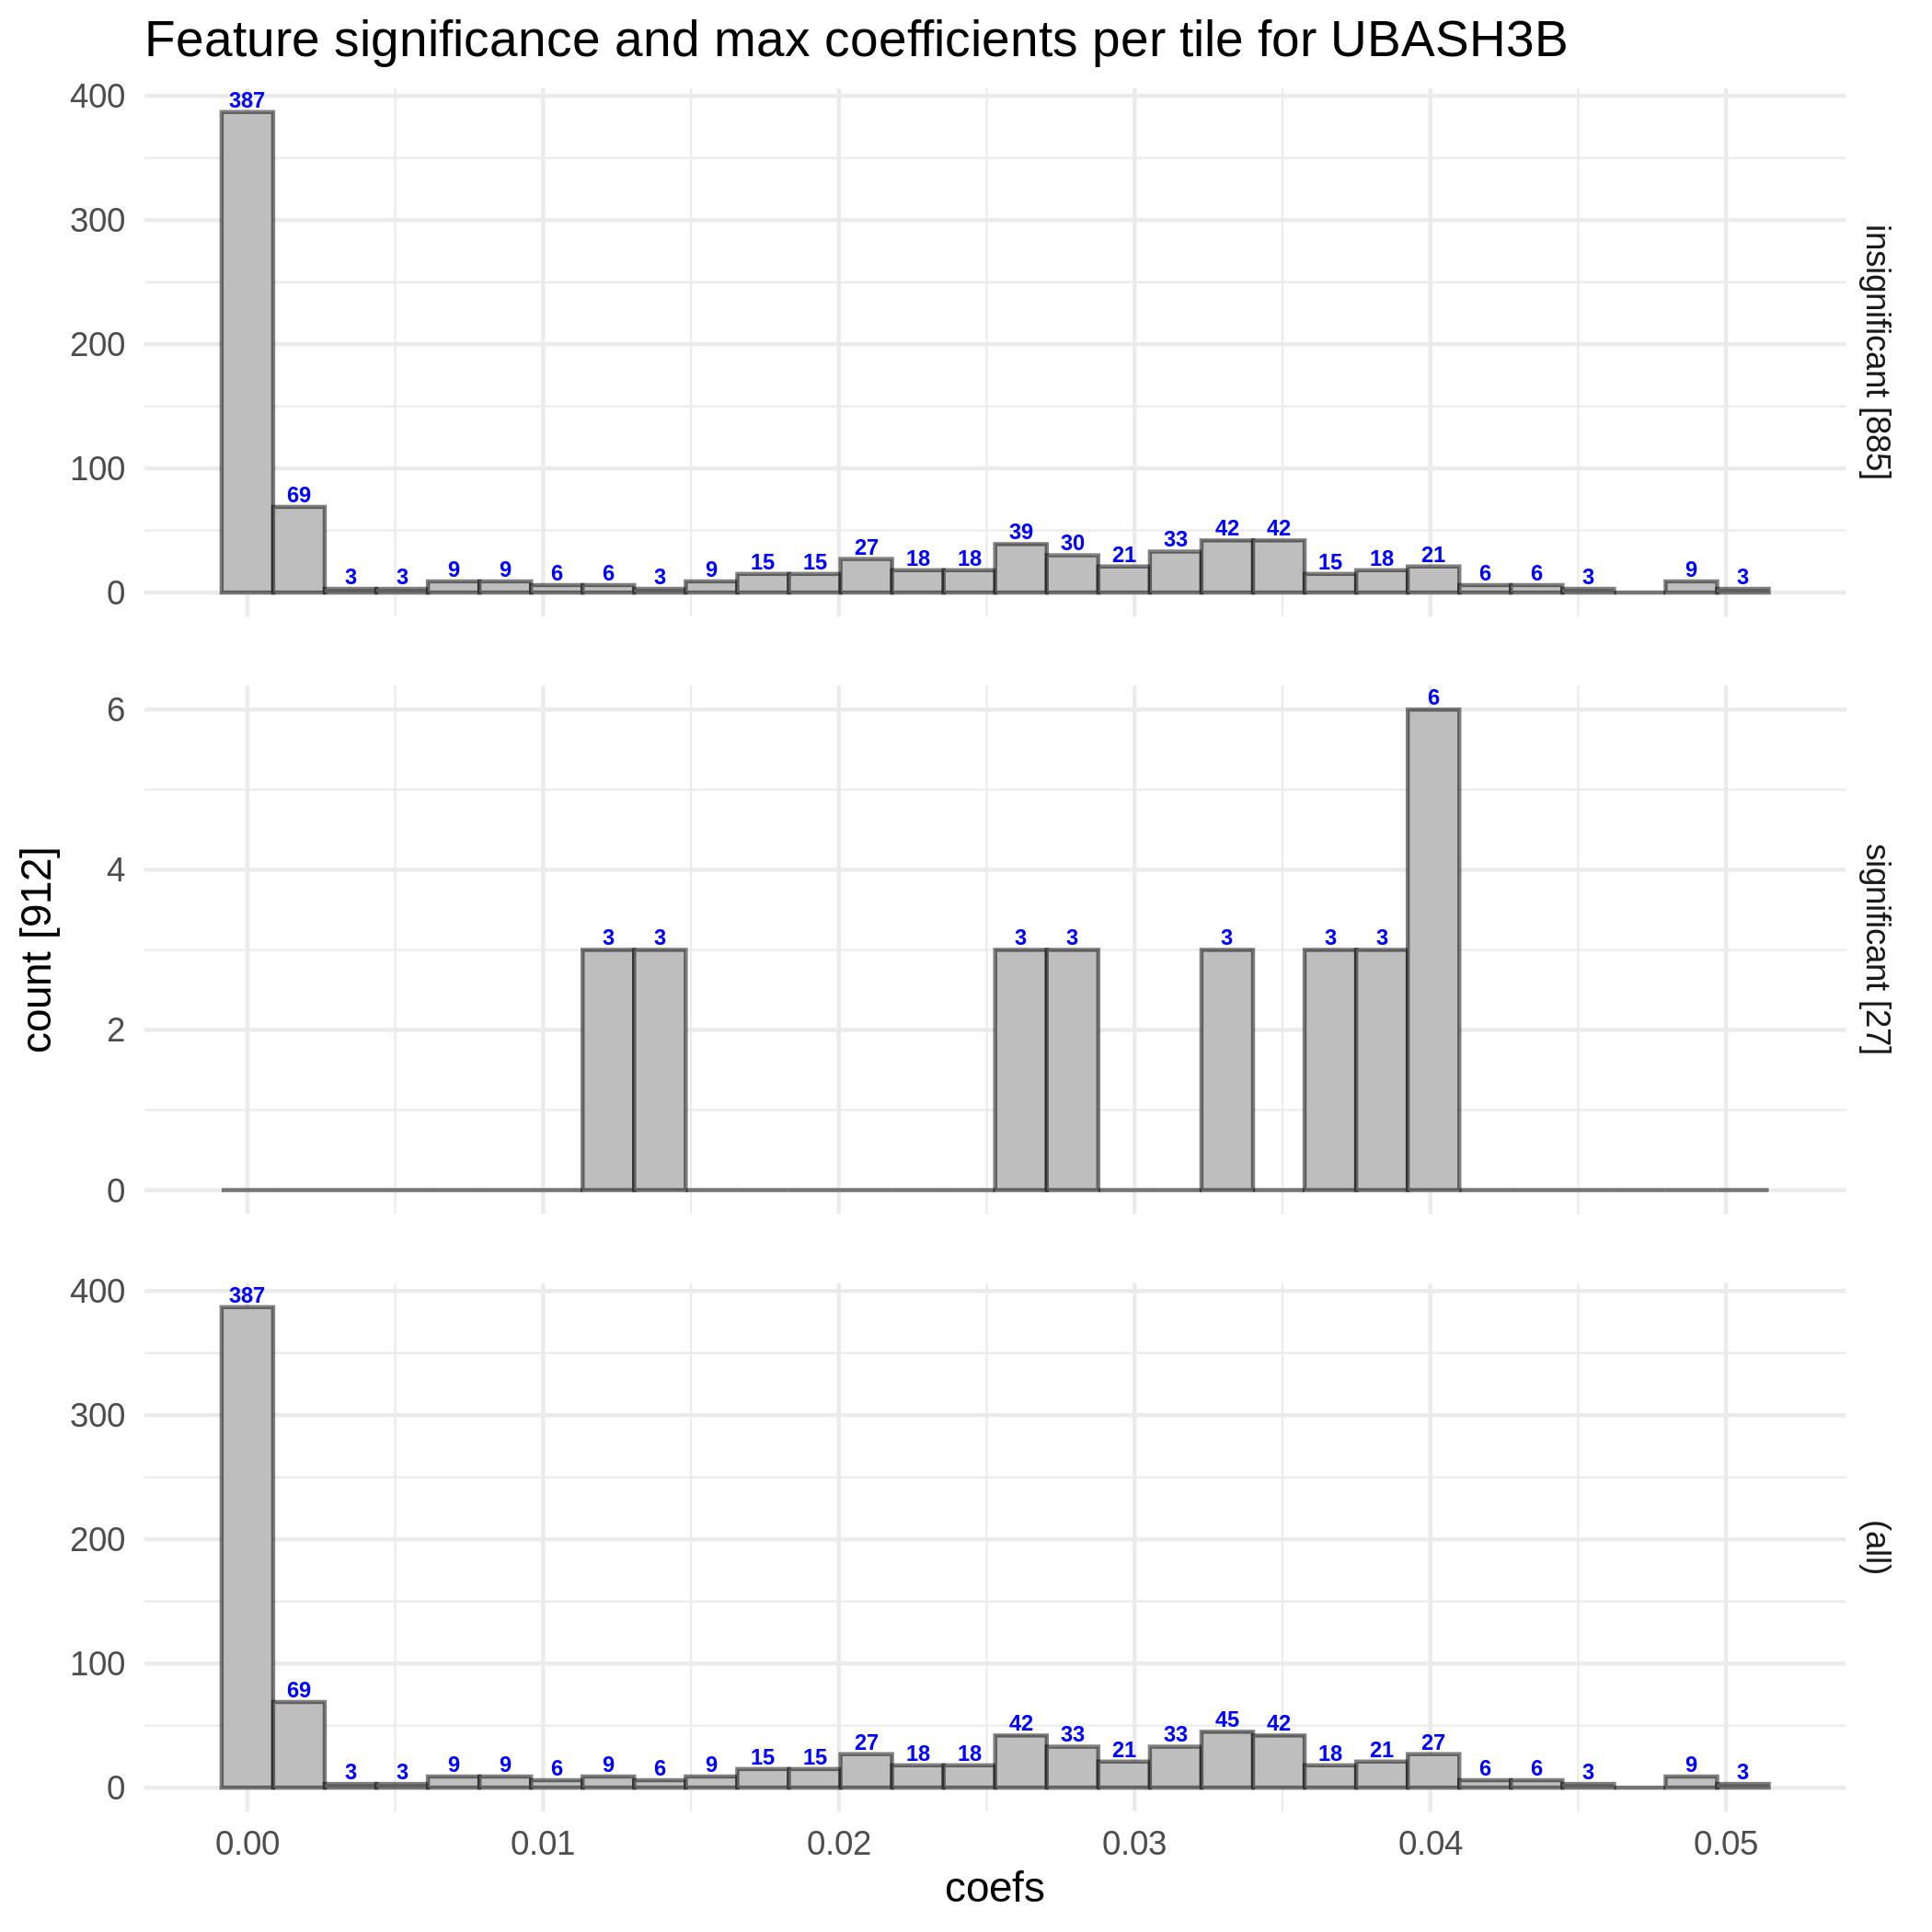 Feature significance and max coefficients per tile for UBASH3B
400
300
200
100
0
387
69
3 3 9 9 6 6 3 9 15 15 27 18 18 39 30 21 33 42 42 15 18 21 6 6 3 9 3
insignificant [885]
count [912]
6
4
2
0
3 3 3 3 3 3 3 6
significant [27]
400
300
200
100
0
387
69
3 3 9 9 6 9 6 9 15 15 27 18 18 42 33 21 33 45 42 18 21 27 6 6 3 9 3
(all)
0.00 0.01 0.02 0.03 0.04 0.05
coefs